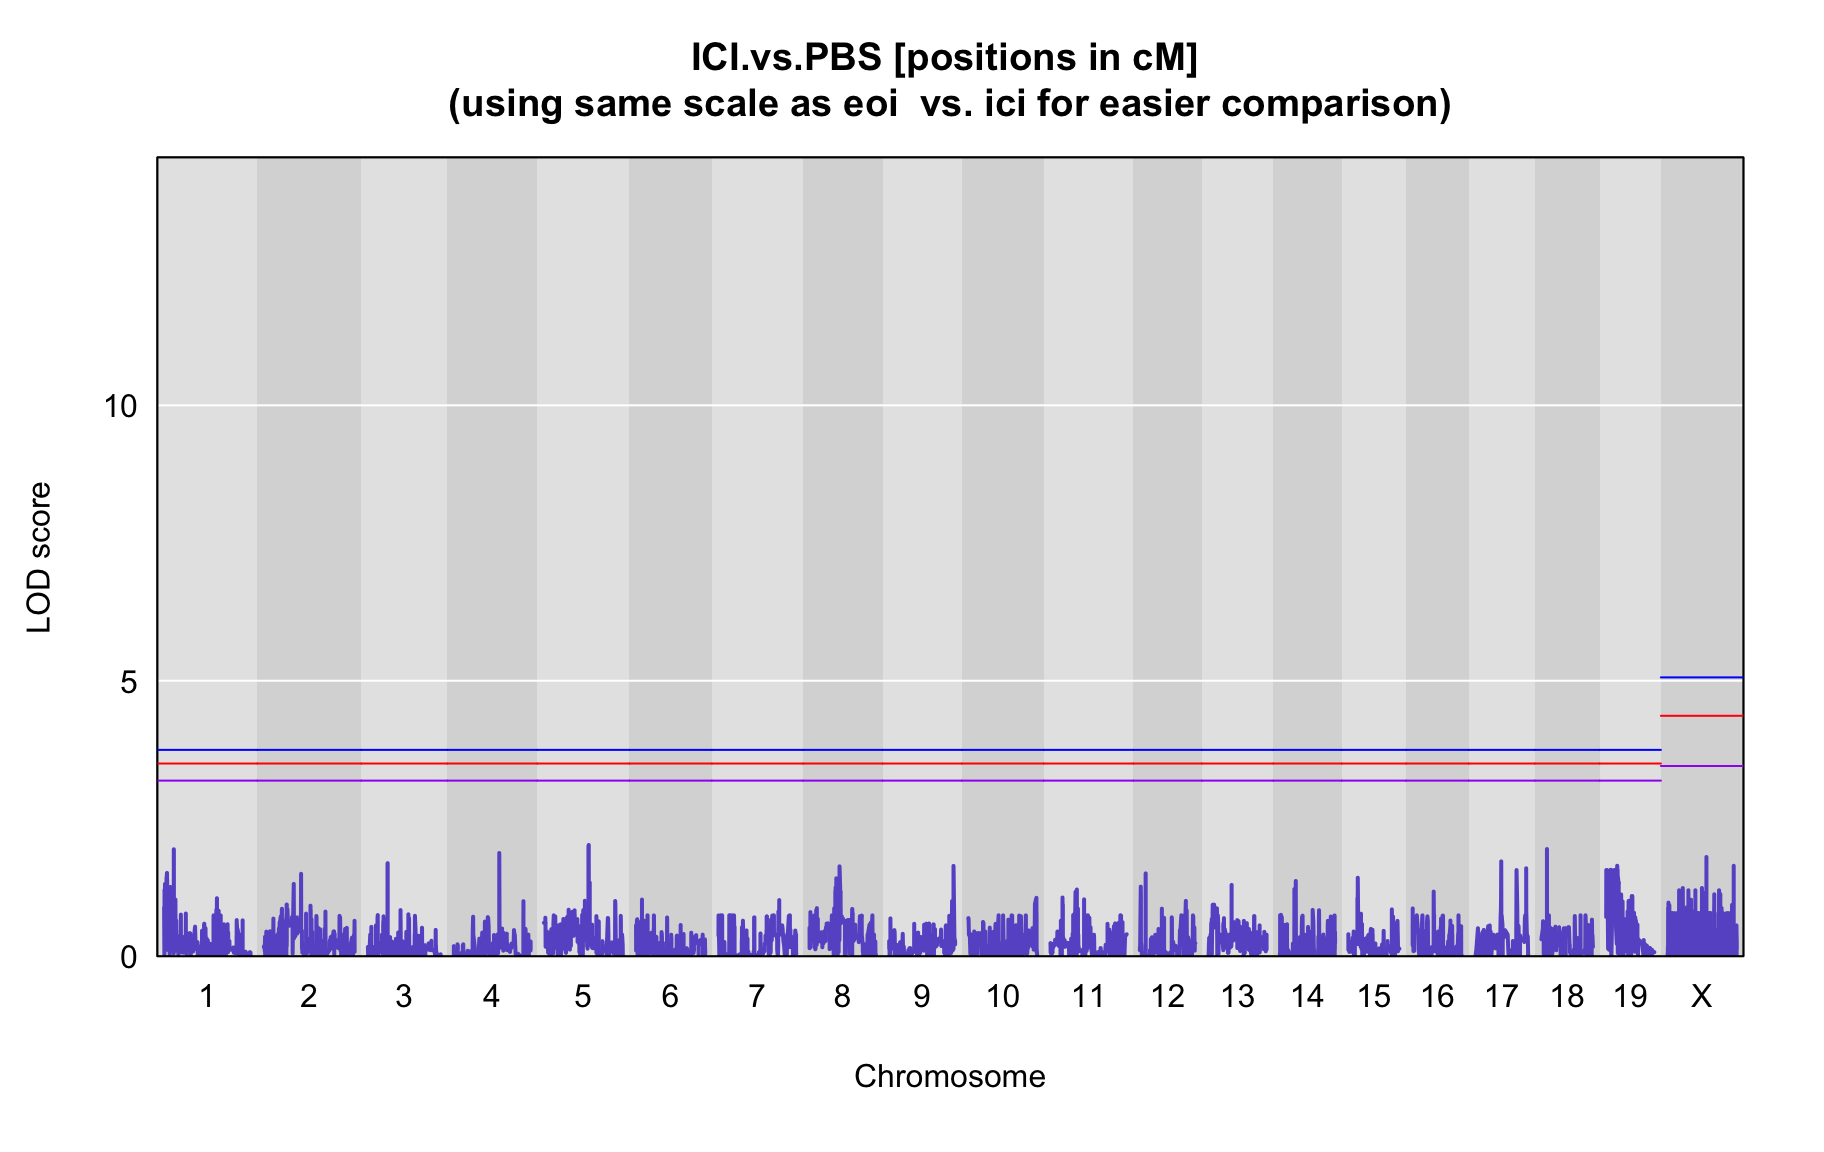 ICI.vs.PBS [positions in cM]
(using same scale as eoi  vs. ici for easier comparison)
10
5
0
LOD score
1 2 3 4 5 6 7 8 9 10 11 12 13 14 15 16 17 18 19 X
Chromosome